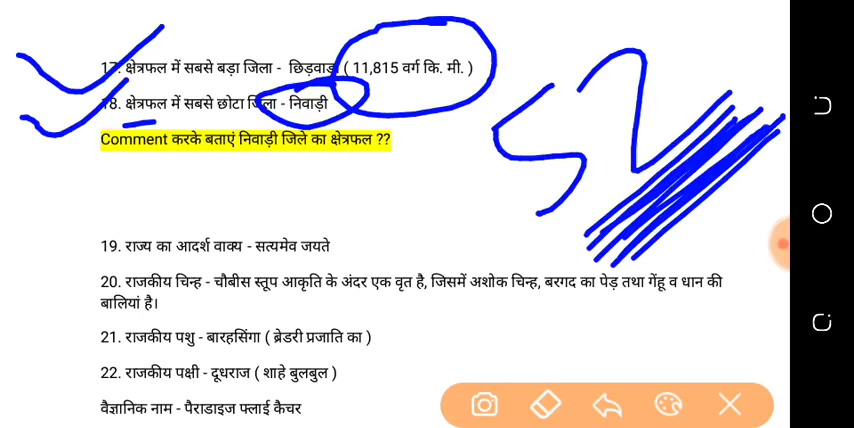 17. क्षेत्रफल में सबसे बड़ा जिला - छिड़वाड़ा ( 11,815 वर्ग कि. मी. )
18. क्षेत्रफल में सबसे छोटा जिला - निवाड़ी
Comment करके बताएं निवाड़ी जिले का क्षेत्रफल ??
52
19. राज्य का आदर्श वाक्य - सत्यमेव जयते
20. राजकीय चिन्ह - चौबीस स्तूप आकृति के अंदर एक वृत है, जिसमें अशोक चिन्ह, बरगद का पेड़ तथा गेंहू व धान की
बालियां है।
21. राजकीय पशु - बारहसिंगा ( ब्रेडरी प्रजाति का )
22. राजकीय पक्षी - दूधराज ( शाहे बुलबुल )
वैज्ञानिक नाम - पैराडाइज फ्लाई कैचर